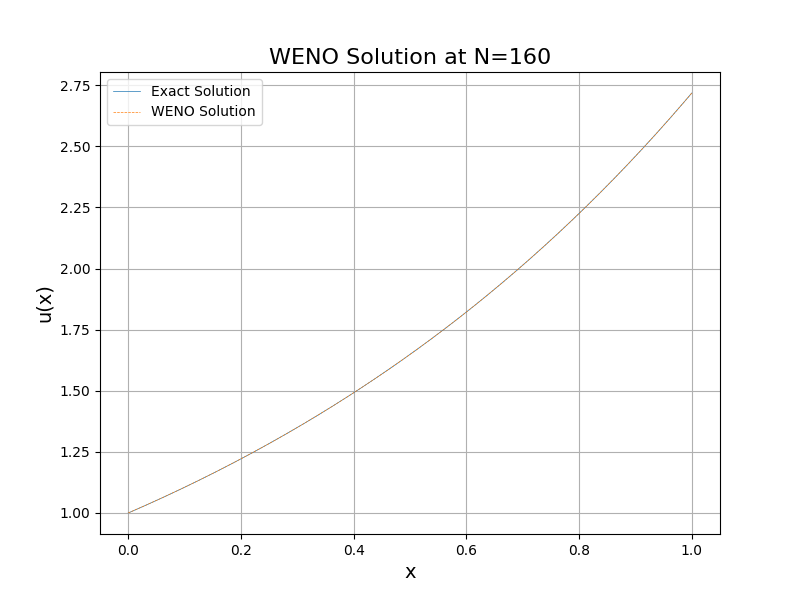 WENO Solution at N=160
Exact Solution
WENO Solution
2.75
2.50
2.25
2.00
1.75
1.50
1.25
1.00
u(x)
0.0 0.2 0.4 0.6 0.8 1.0
x